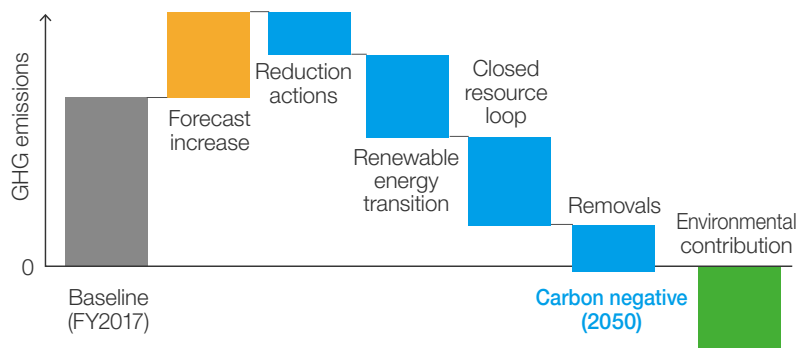 GHG emissions
0
Baseline
(FY2017)
Forecast
increase
Reduction
actions
Renewable
energy
transition
Closed
resource
loop
Removals
Carbon negative
(2050)
Environmental
contribution